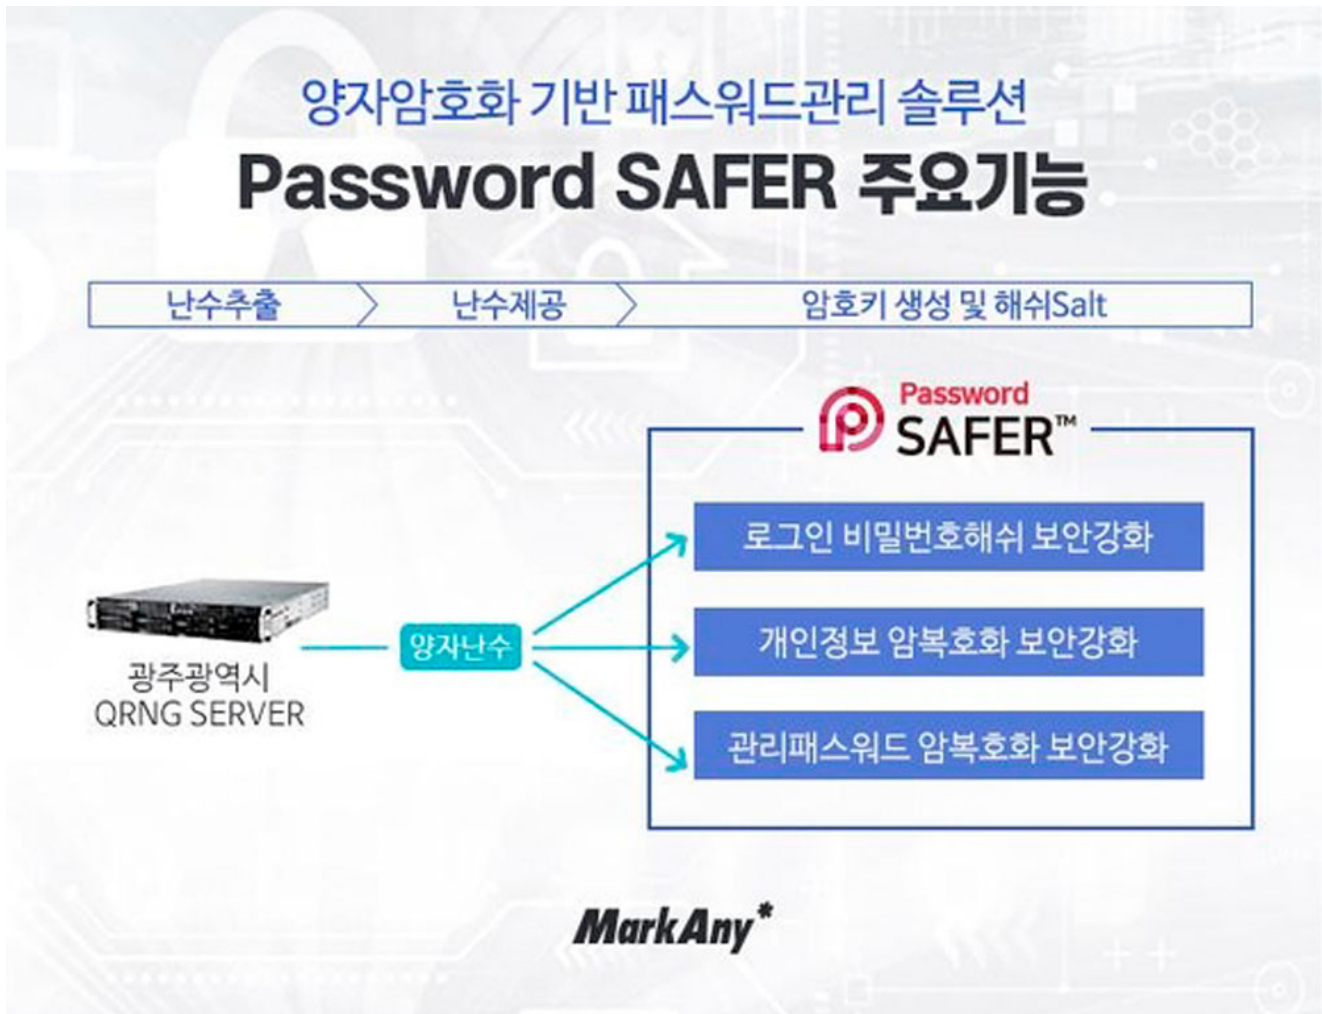 양자암호화 기반 패스워드관리 솔루션
Password SAFER 주요기능
난수추출
난수제공
암호키 생성 및 해쉬Salt
Password
SAFER™
로그인 비밀번호해쉬 보안강화
개인정보 암복호화 보안강화
관리패스워드 암복호화 보안강화
양자난수
광주광역시
QRNG SERVER
MarkAny*